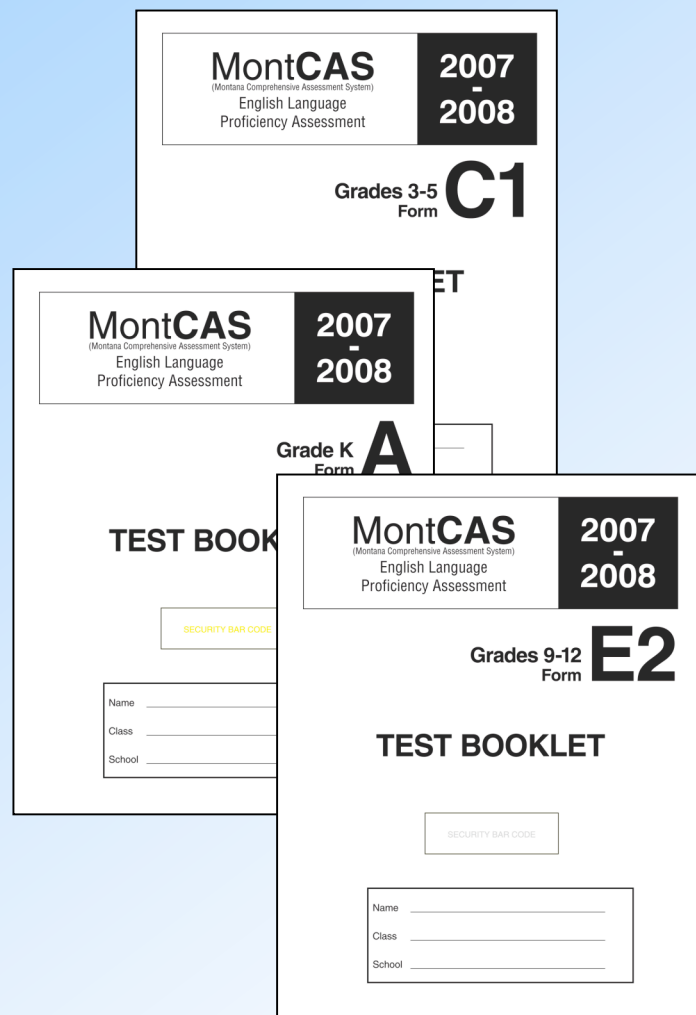 MontCAS
(Montana Comprehensive Assessment System)
English Language
Proficiency Assessment
2007
-
2008
Grades 3-5
Form
C1
ET
MontCAS
(Montana Comprehensive Assessment System)
English Language
Proficiency Assessment
2007
-
2008
Grade K
Form
A
TEST BOOK
SECURITY BAR CODE
Name
Class
School
MontCAS
(Montana Comprehensive Assessment System)
English Language
Proficiency Assessment
2007
-
2008
Grades 9-12
Form
E2
TEST BOOKLET
SECURITY BAR CODE
Name
Class
School